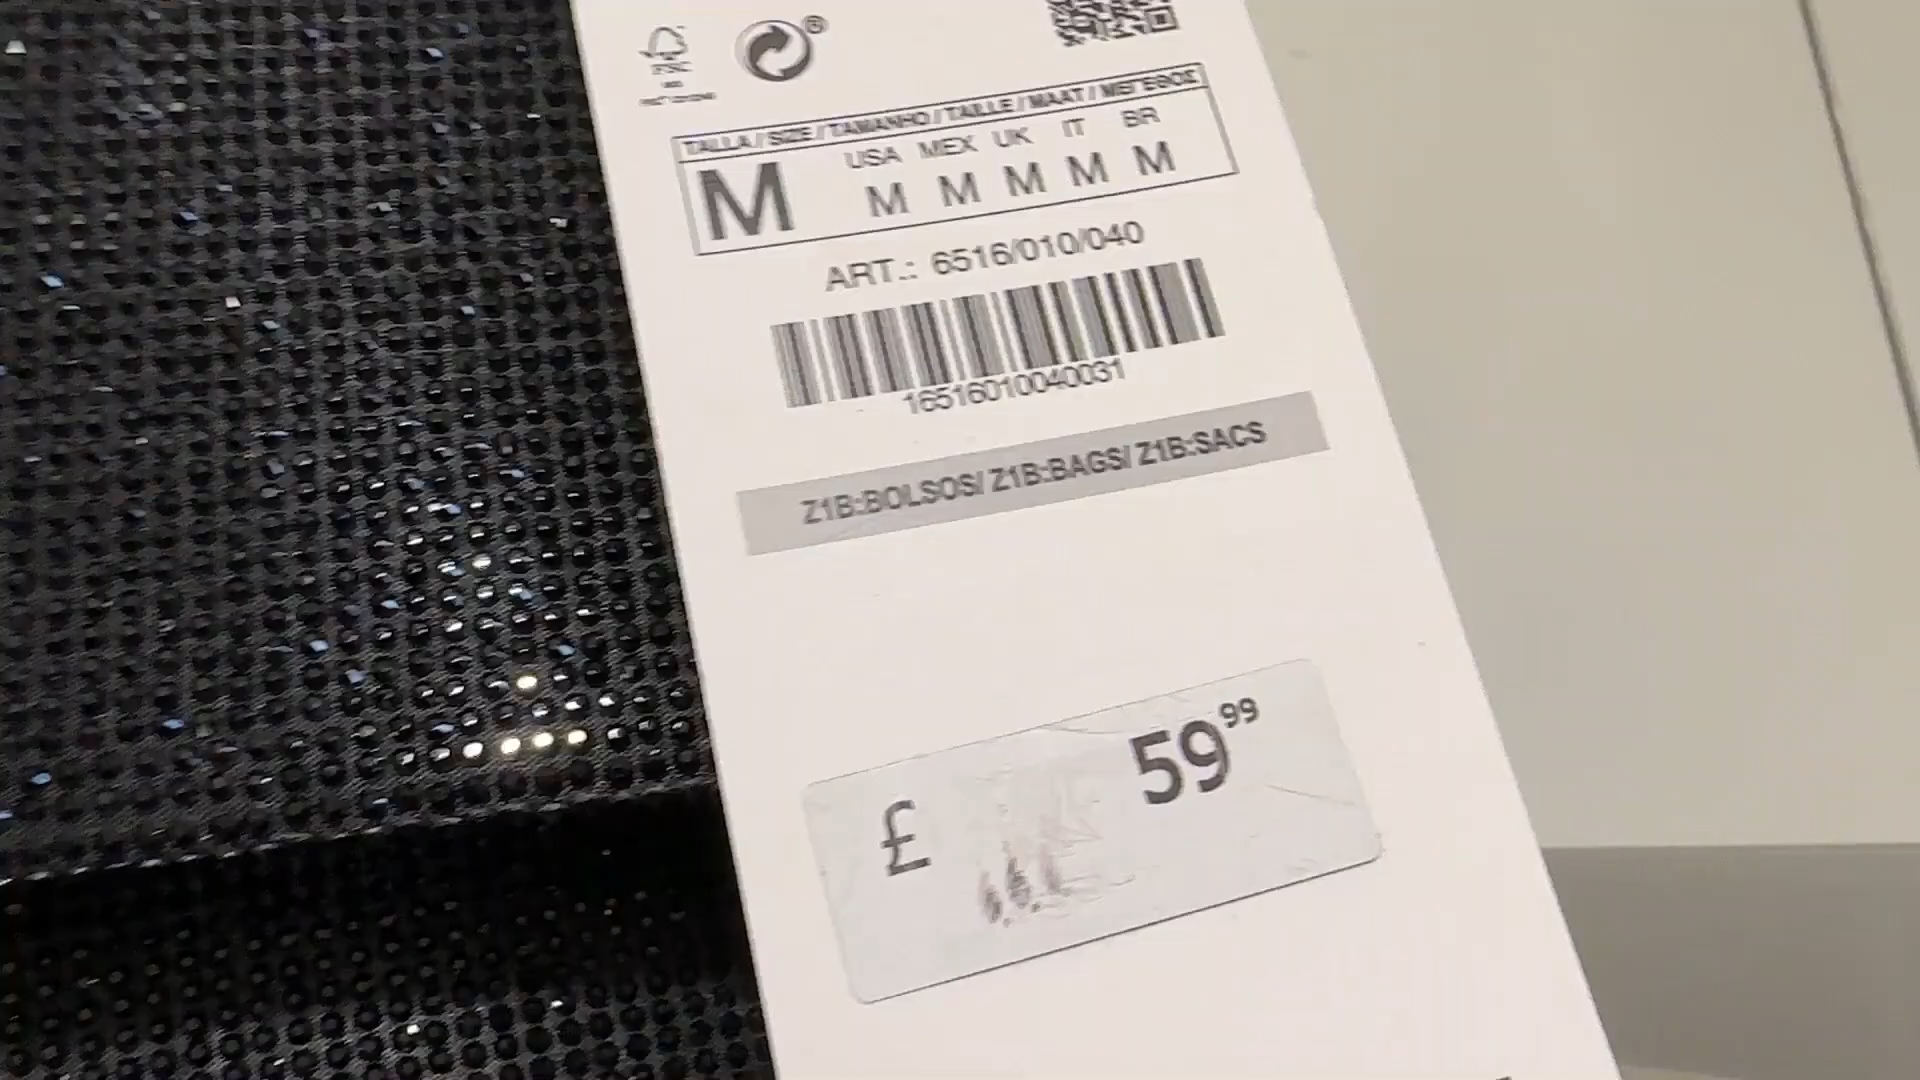 ®
TALLA / SIZE / TAMANHO / TAILLE / MAAT / ΜΕΓΕΘΟΣ
M
USA MEX UK IT BR
M M M M M
ART.: 6516/010/040
16516010040031
Z1B:BOLSOS/ Z1B:BAGS/ Z1B:SACS
£ 59 99